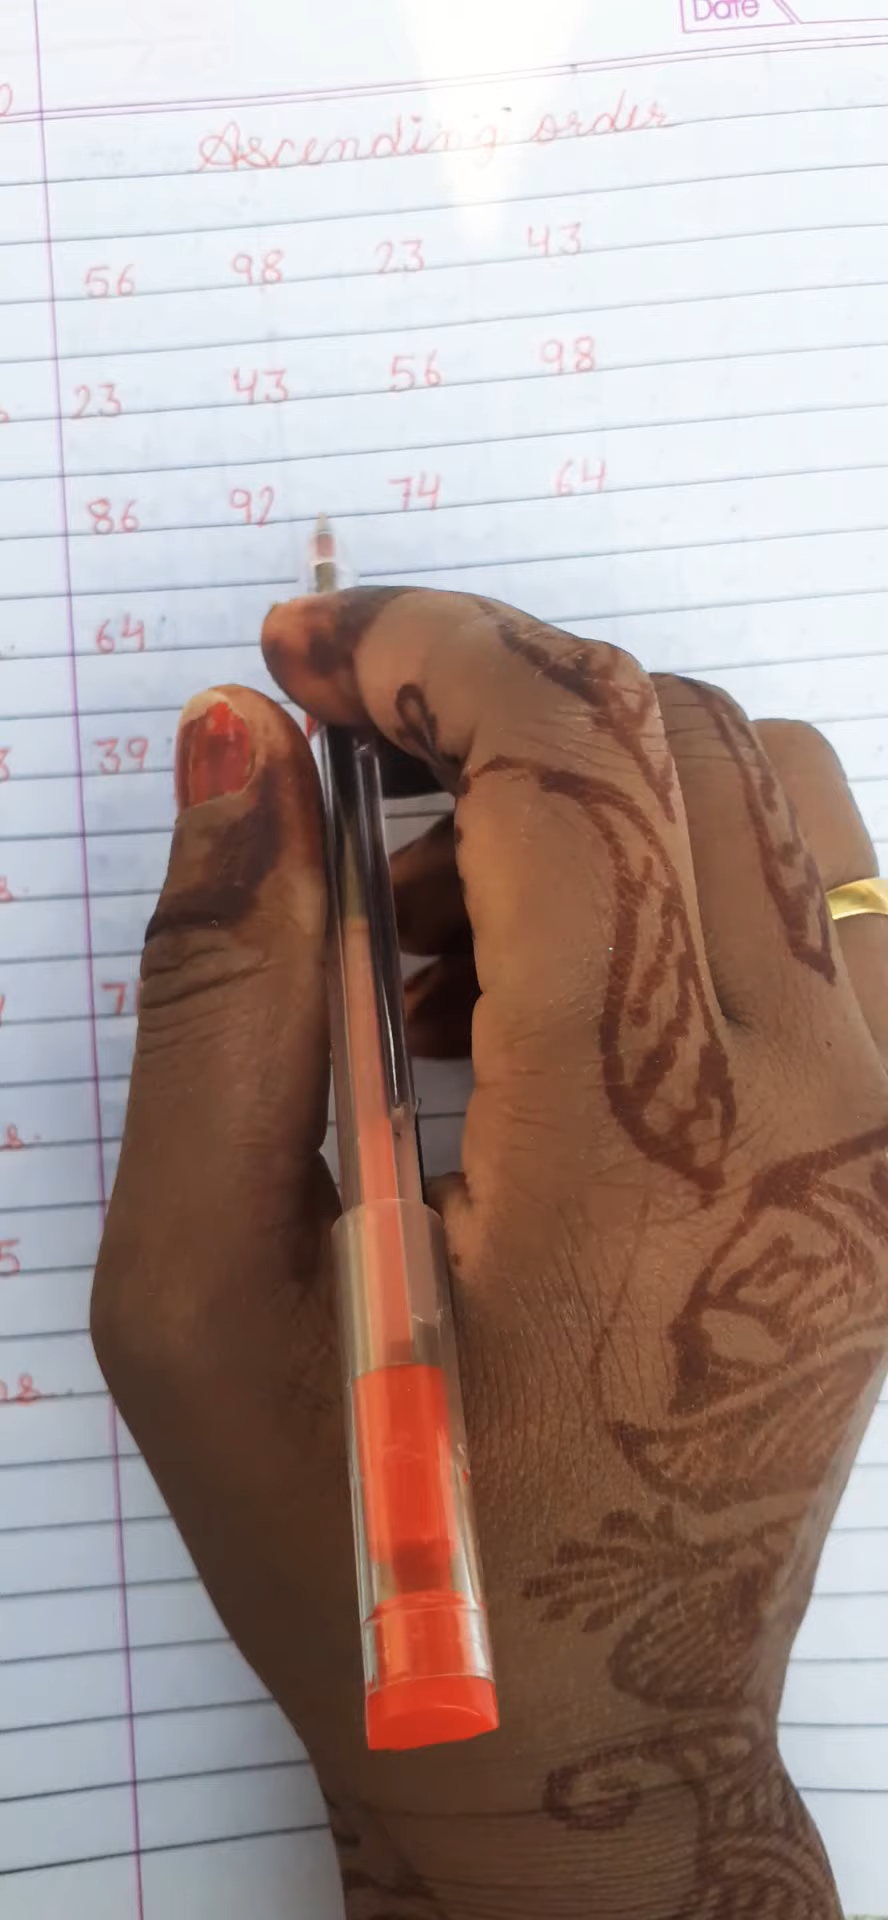 Date
Ascending order
56 98 23 43
23 43 56 98
86 92 74 64
64
39